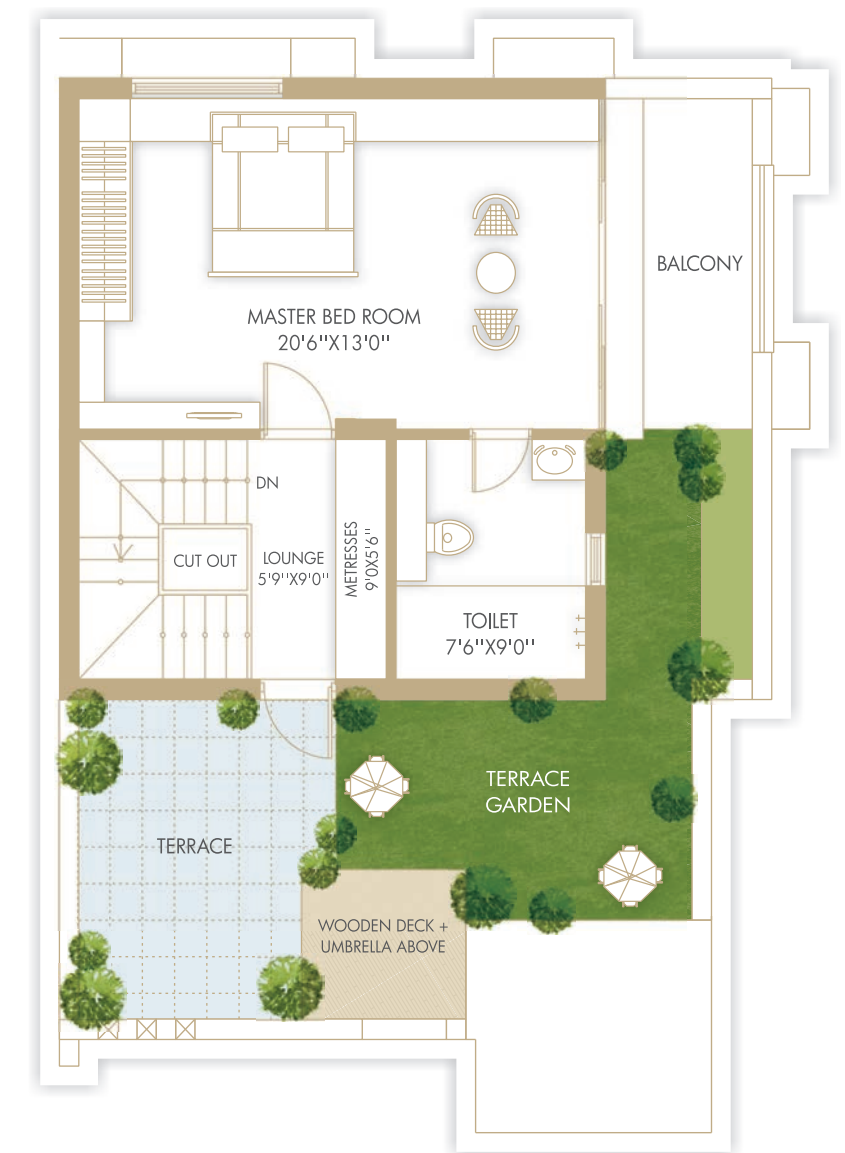 BALCONY
MASTER BED ROOM
20'6"X13'0"
DN
CUT OUT
LOUNGE
5'9"X9'0"
METRESSES
9'0X5'6"
TOILET
7'6"X9'0"
TERRACE
GARDEN
TERRACE
WOODEN DECK +
UMBRELLA ABOVE